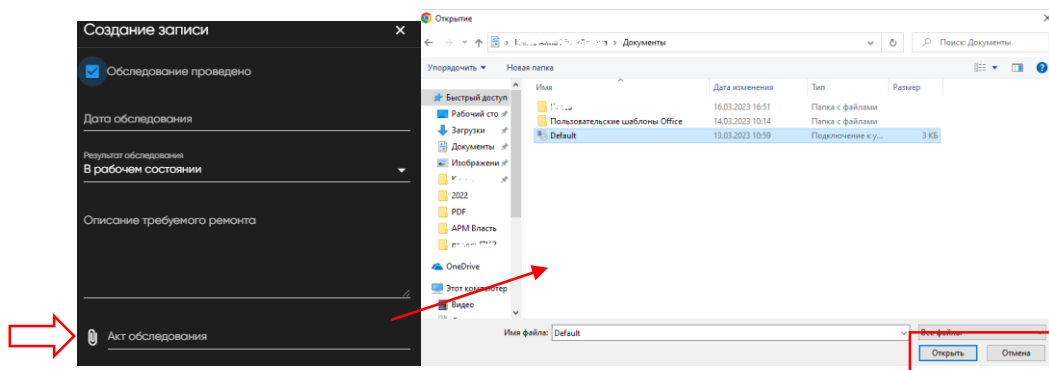 Создание записи
Обследование проведено
Дата обследования
Результат обследования
В рабочем состоянии
Описание требуемого ремонта
Акт обследования
Открытие
Документы
Поиск: Документы
Упорядочить
Новая папка
Имя
Дата изменения
Тип
Размер
16.03.2023 16:51
Папка с файлами
Пользовательские шаблоны Office
14.03.2023 10:14
Папка с файлами
Default
13.03.2023 10:59
Подключение к у...
3 КБ
Быстрый доступ
Рабочий сто
Загрузки
Документы
Изображени
2022
PDF
АРМ Власть
OneDrive
Этот компьютер
Видео
Имя файла:
Default
Все файлы
Открыть
Отмена